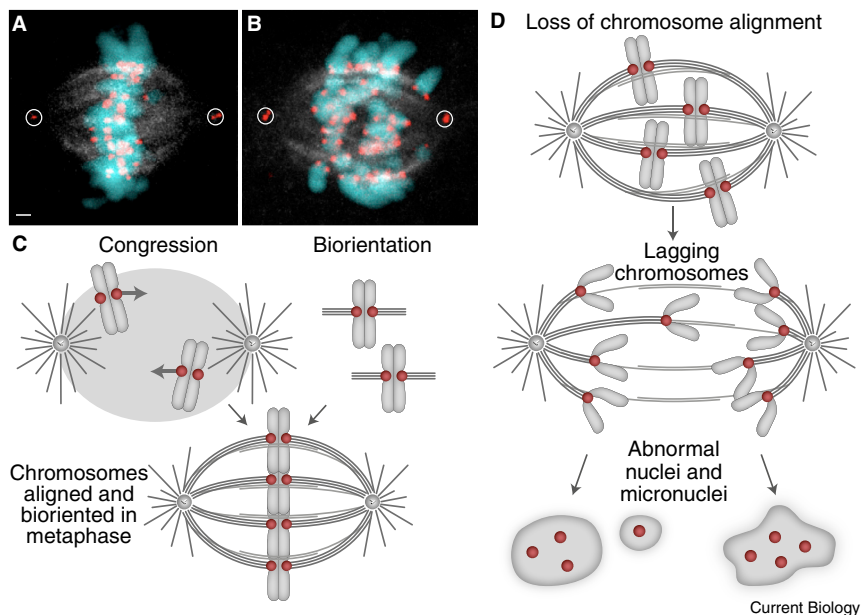 A
B
D
Loss of chromosome alignment
C
Congression
Biorientation
Chromosomes
aligned and
bioriented in
metaphase
Lagging
chromosomes
Abnormal
nuclei and
micronuclei
Current Biology